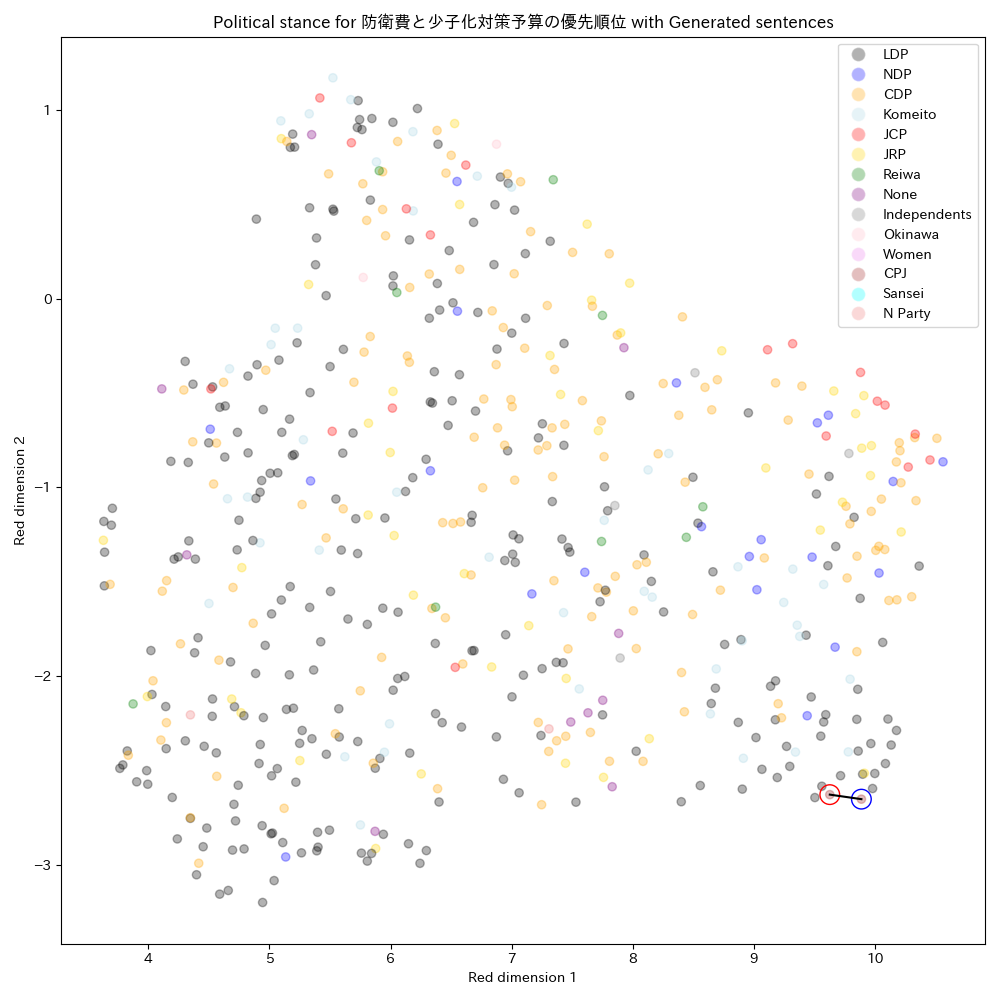 Political stance for 防衛費と少子化対策予算の優先順位 with Generated sentences
LDP
NDP
CDP
Komeito
JCP
JRP
Reiwa
None
Independents
Okinawa
Women
CPJ
Sansei
N Party
1
0
−1
−2
−3
Red dimension 2
4 5 6 7 8 9 10
Red dimension 1